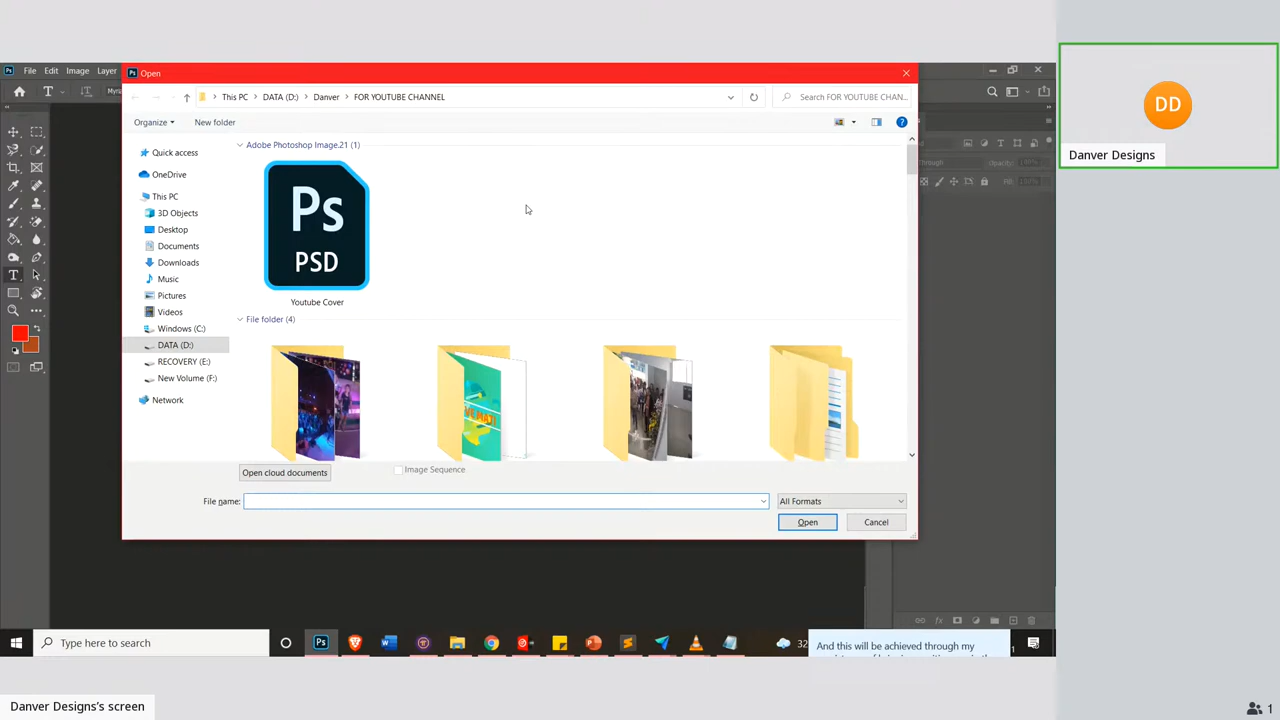 File Edit Image Layer
Open
This PC DATA (D:) Danver FOR YOUTUBE CHANNEL
Search FOR YOUTUBE CHAN...
Organize
New folder
Quick access
OneDrive
This PC
3D Objects
Desktop
Documents
Downloads
Music
Pictures
Videos
Windows (C:)
DATA (D:)
RECOVERY (E:)
New Volume (F:)
Network
Adobe Photoshop Image.21 (1)
Ps
PSD
Youtube Cover
File folder (4)
Open cloud documents
Image Sequence
File name:
All Formats
Open
Cancel
Opacity:
Fill:
Type here to search
32
And this will be achieved through my
DD
Danver Designs
Danver Designs's screen
1